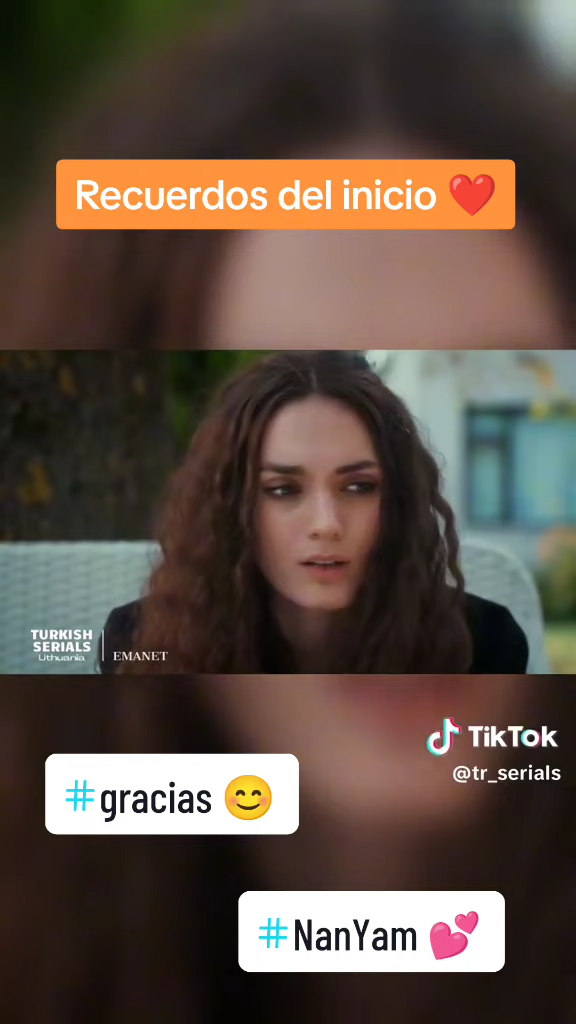 Recuerdos del inicio ❤️
TURKISH
SERIALS
Lithuania
EMANET
TikTok
@tr_serials
#gracias 😊
#NanYam 💕